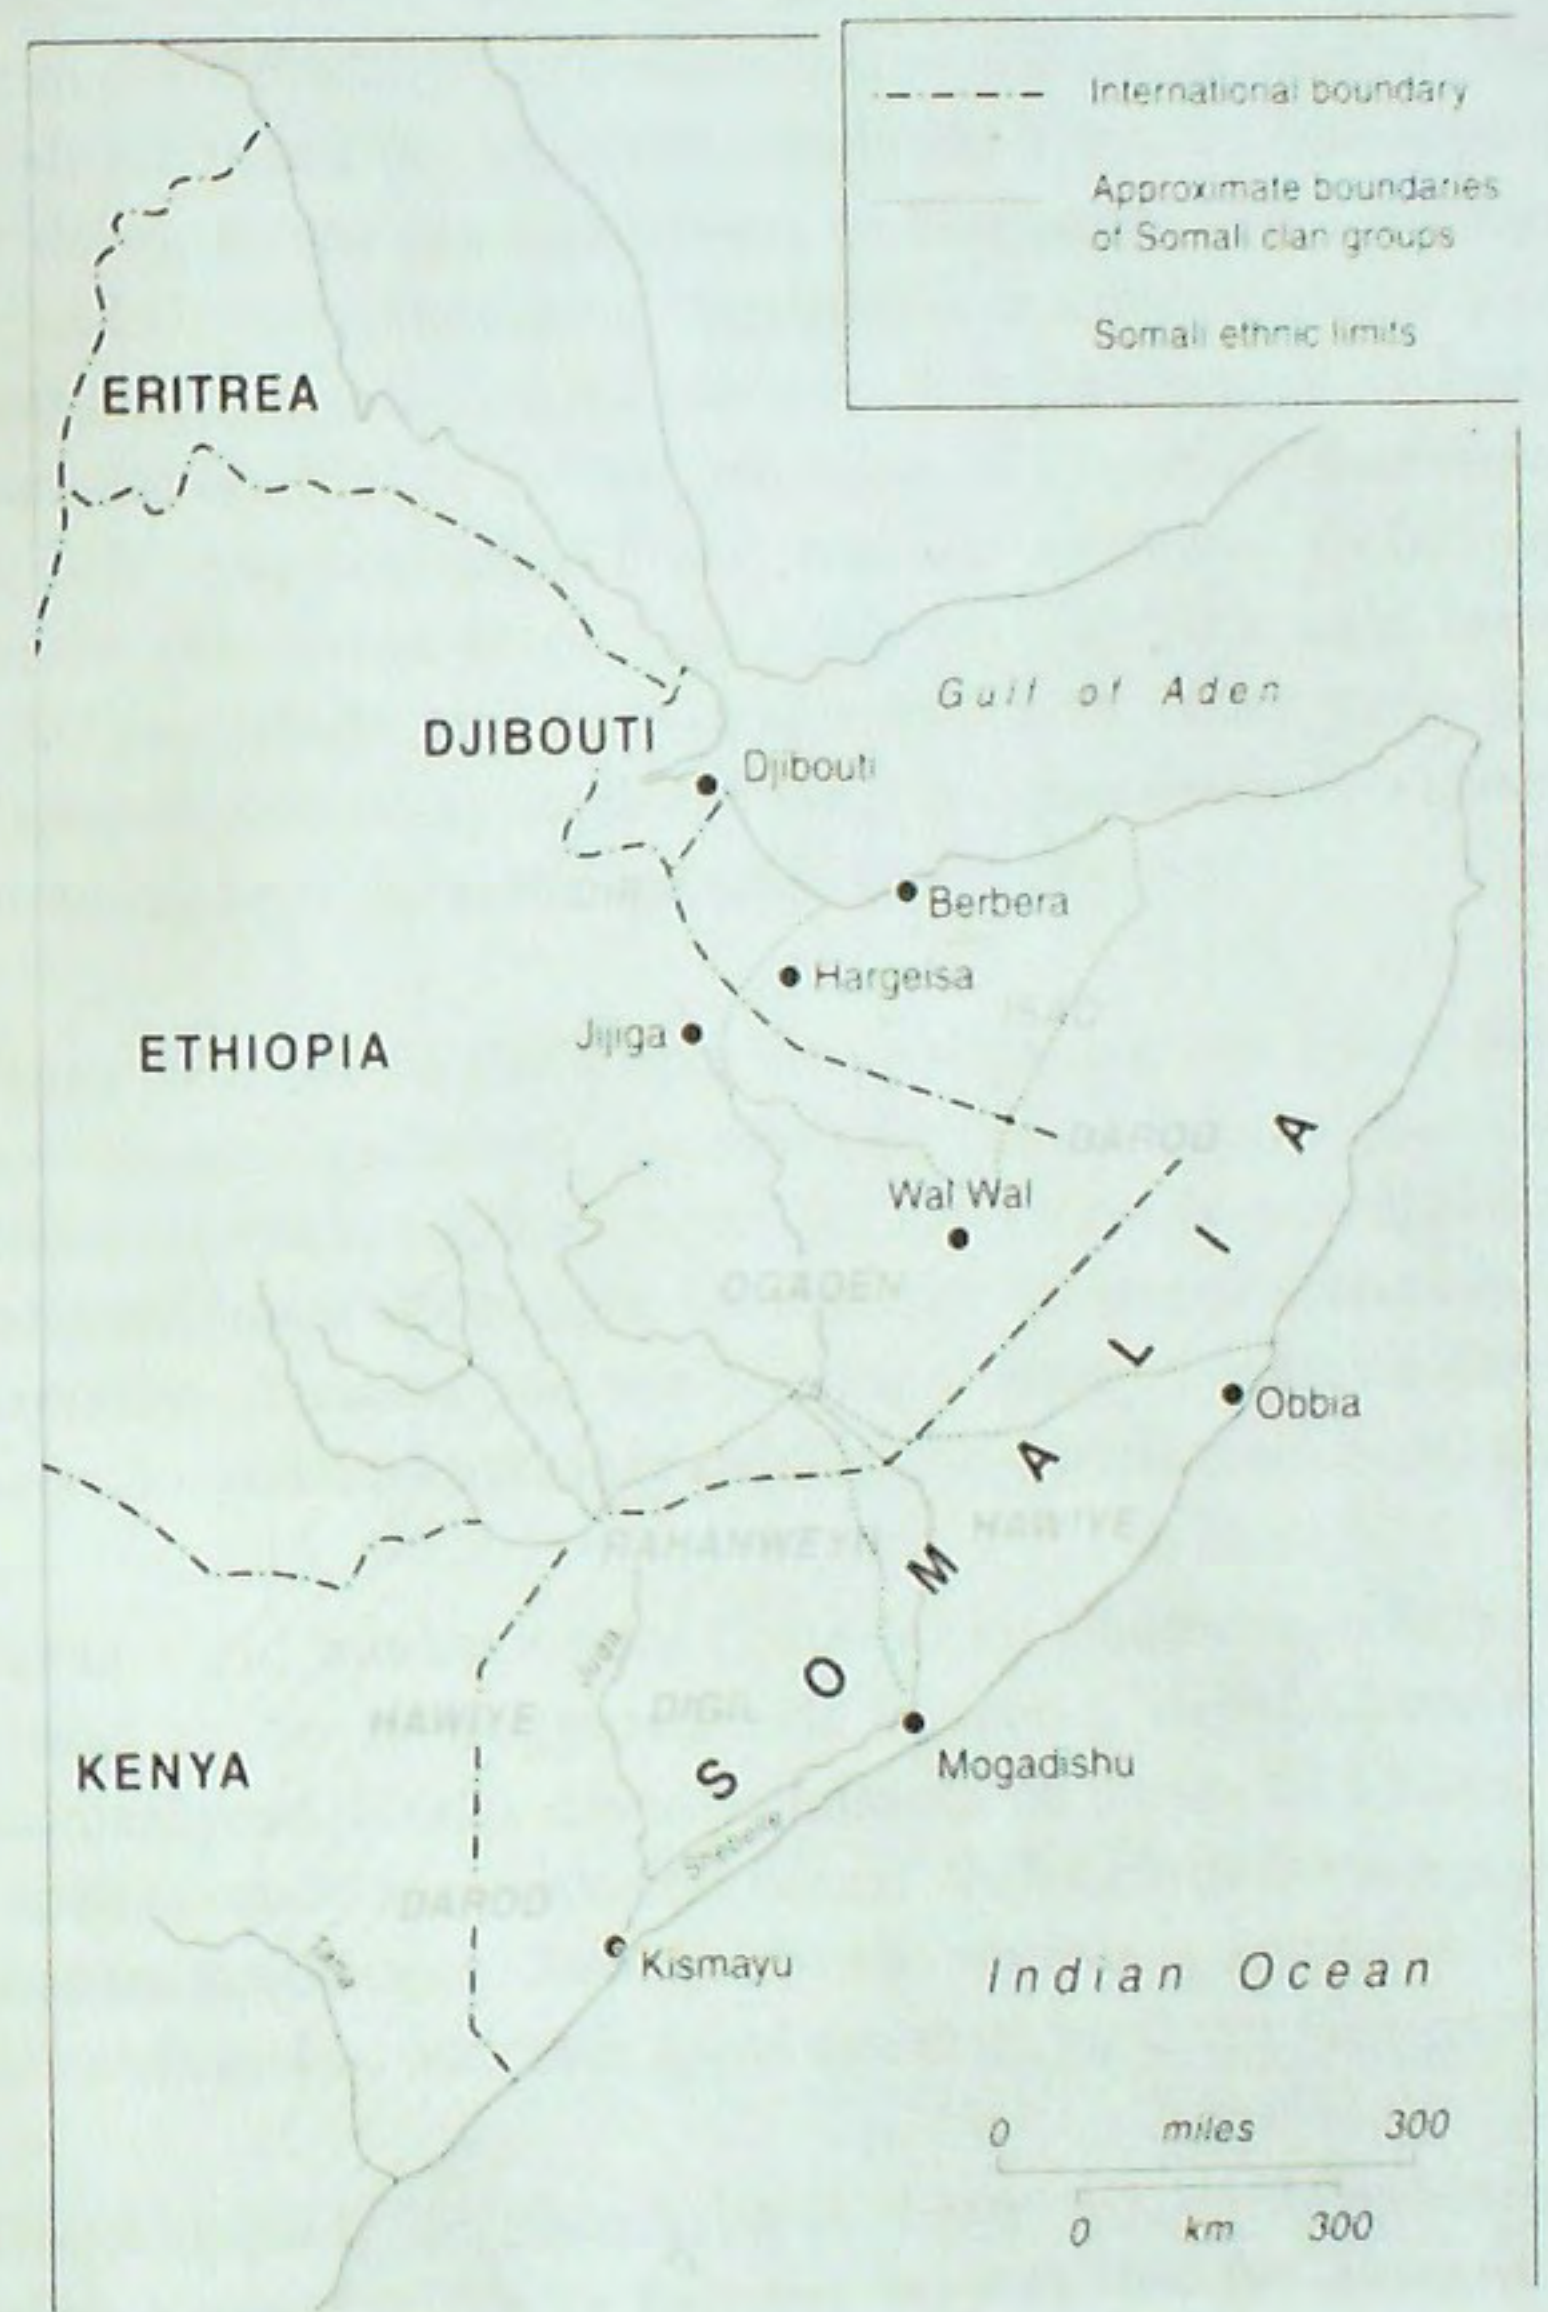 International boundary
Approximate boundaries
of Somali clan groups
Somali ethnic limits
ERITREA
Gulf of Aden
DJIBOUTI
Djibouti
DIR
Berbera
Hargeisa
ISAQ
Jijiga
ETHIOPIA
DAROD
Wal Wal
OGADEN
Obbia
HAWIYE
RAHANWEYN
SOMALIA
Juba
HAWIYE
DIGIL
Mogadishu
KENYA
Shebelle
DAROD
Tana
Kismayu
Indian Ocean
0 miles 300
0 km 300